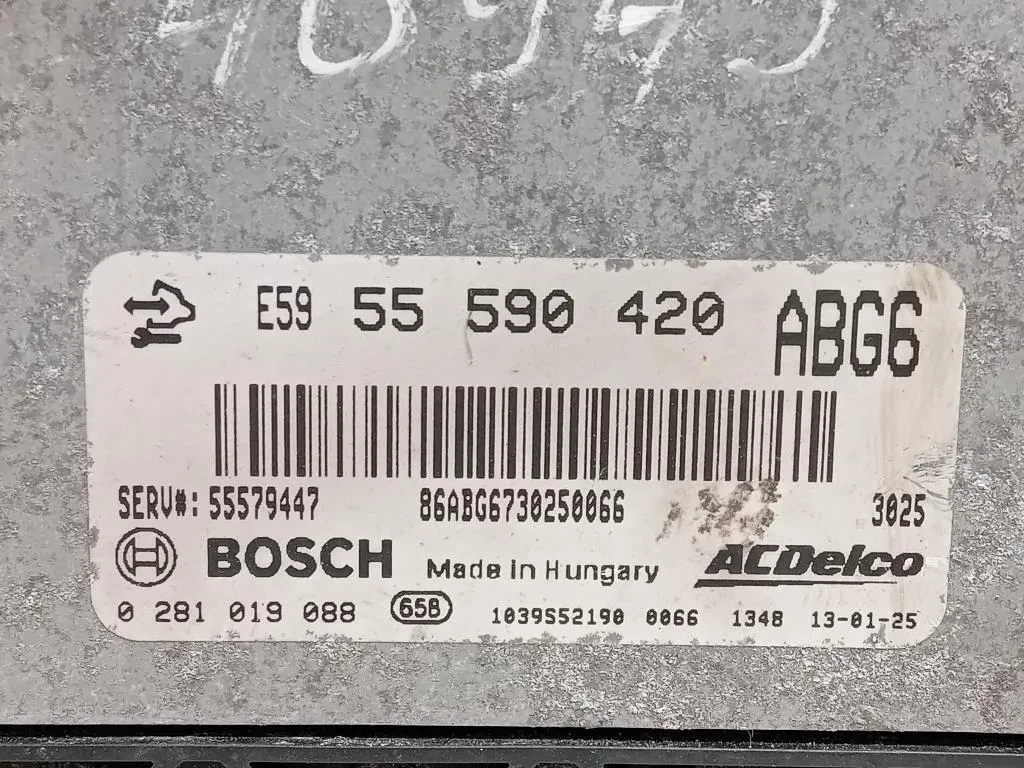 E59 55 590 420 ABG6
SERV#: 55579447 86ABG6730250066 3025
BOSCH Made in Hungary ACDelco
0 281 019 088 658 1039S52190 0066 1348 13-01-25